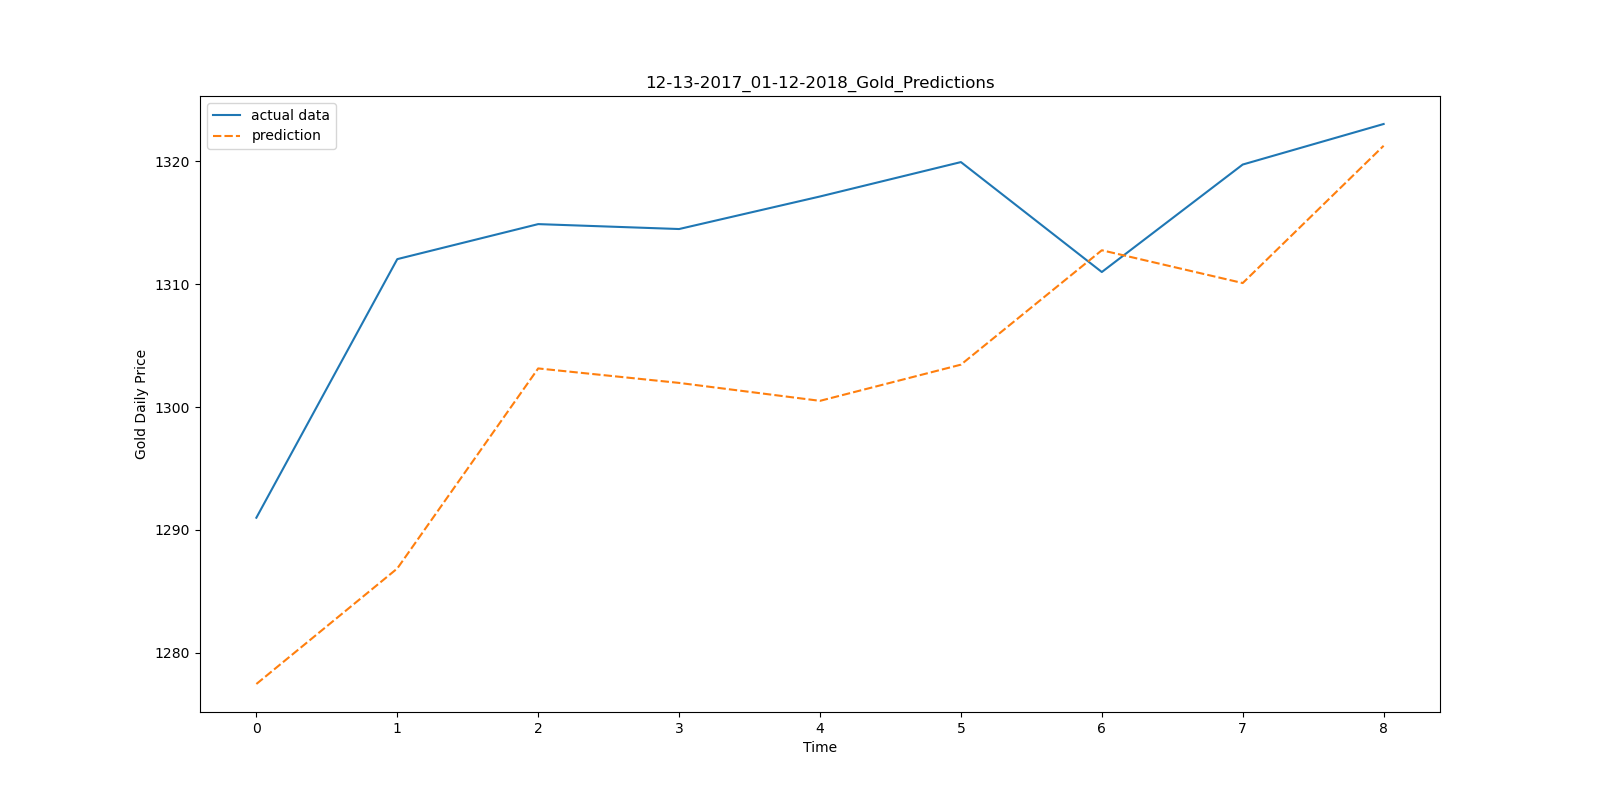 12-13-2017_01-12-2018_Gold_Predictions
actual data
prediction
1320
1310
1300
1290
1280
Gold Daily Price
0 1 2 3 4 5 6 7 8
Time